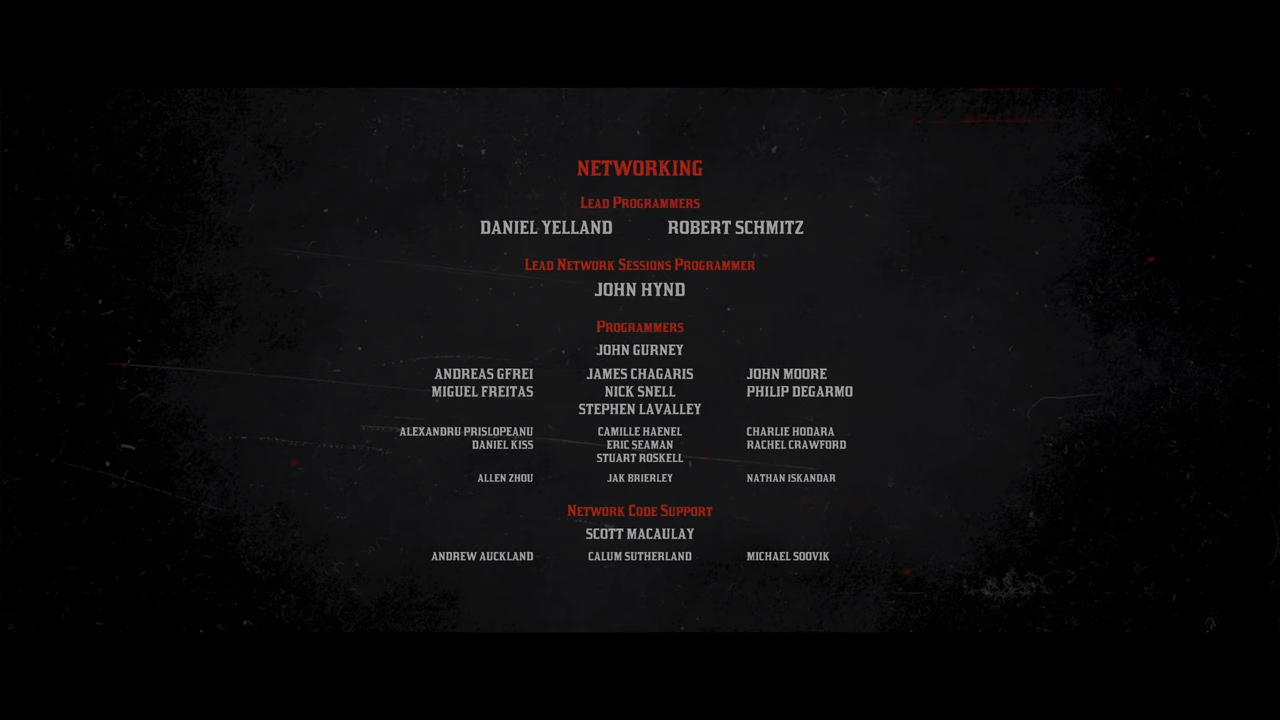 NETWORKING
LEAD PROGRAMMERS
DANIEL YELLAND ROBERT SCHMITZ
LEAD NETWORK SESSIONS PROGRAMMER
JOHN HYND
PROGRAMMERS
JOHN GURNEY
ANDREAS GFREI JAMES CHAGARIS JOHN MOORE
MIGUEL FREITAS NICK SNELL PHILIP DEGARMO
STEPHEN LAVALLEY
ALEXANDRU PRISLOPEANU CAMILLE HAENEL CHARLIE HODARA
DANIEL KISS ERIC SEAMAN RACHEL CRAWFORD
STUART ROSKELL
ALLEN ZHOU JAK BRIERLEY NATHAN ISKANDAR
NETWORK CODE SUPPORT
SCOTT MACAULAY
ANDREW AUCKLAND CALUM SUTHERLAND MICHAEL SOOVIK